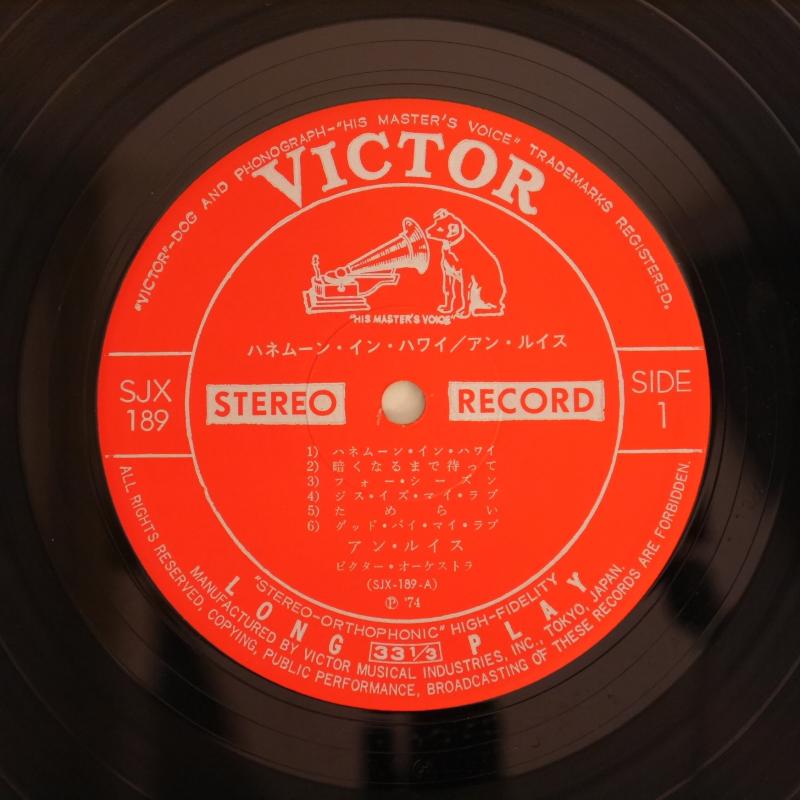 "VICTOR"–DOG AND PHONOGRAPH–"HIS MASTER'S VOICE" TRADEMARKS REGISTERED.
VICTOR
"HIS MASTER'S VOICE"
ハネムーン・イン・ハワイ/アン・ルイス
SJX
189
STEREO
RECORD
SIDE
1
1) ハネムーン・イン・ハワイ
2) 暗くなるまで待って
3) フォー・シーズン
4) ジス・イズ・マイ・ラブ
5) ためらい
6) グッド・バイ・マイ・ラブ
アン・ルイス
ビクター・オーケストラ
(SJX-189-A)
Ⓟ '74
"STEREO-ORTHOPHONIC" HIGH-FIDELITY
LONG 33 1/3 PLAY
MANUFACTURED BY VICTOR MUSICAL INDUSTRIES, INC., TOKYO, JAPAN.
ALL RIGHTS RESERVED. COPYING, PUBLIC PERFORMANCE, BROADCASTING OF THESE RECORDS ARE FORBIDDEN.